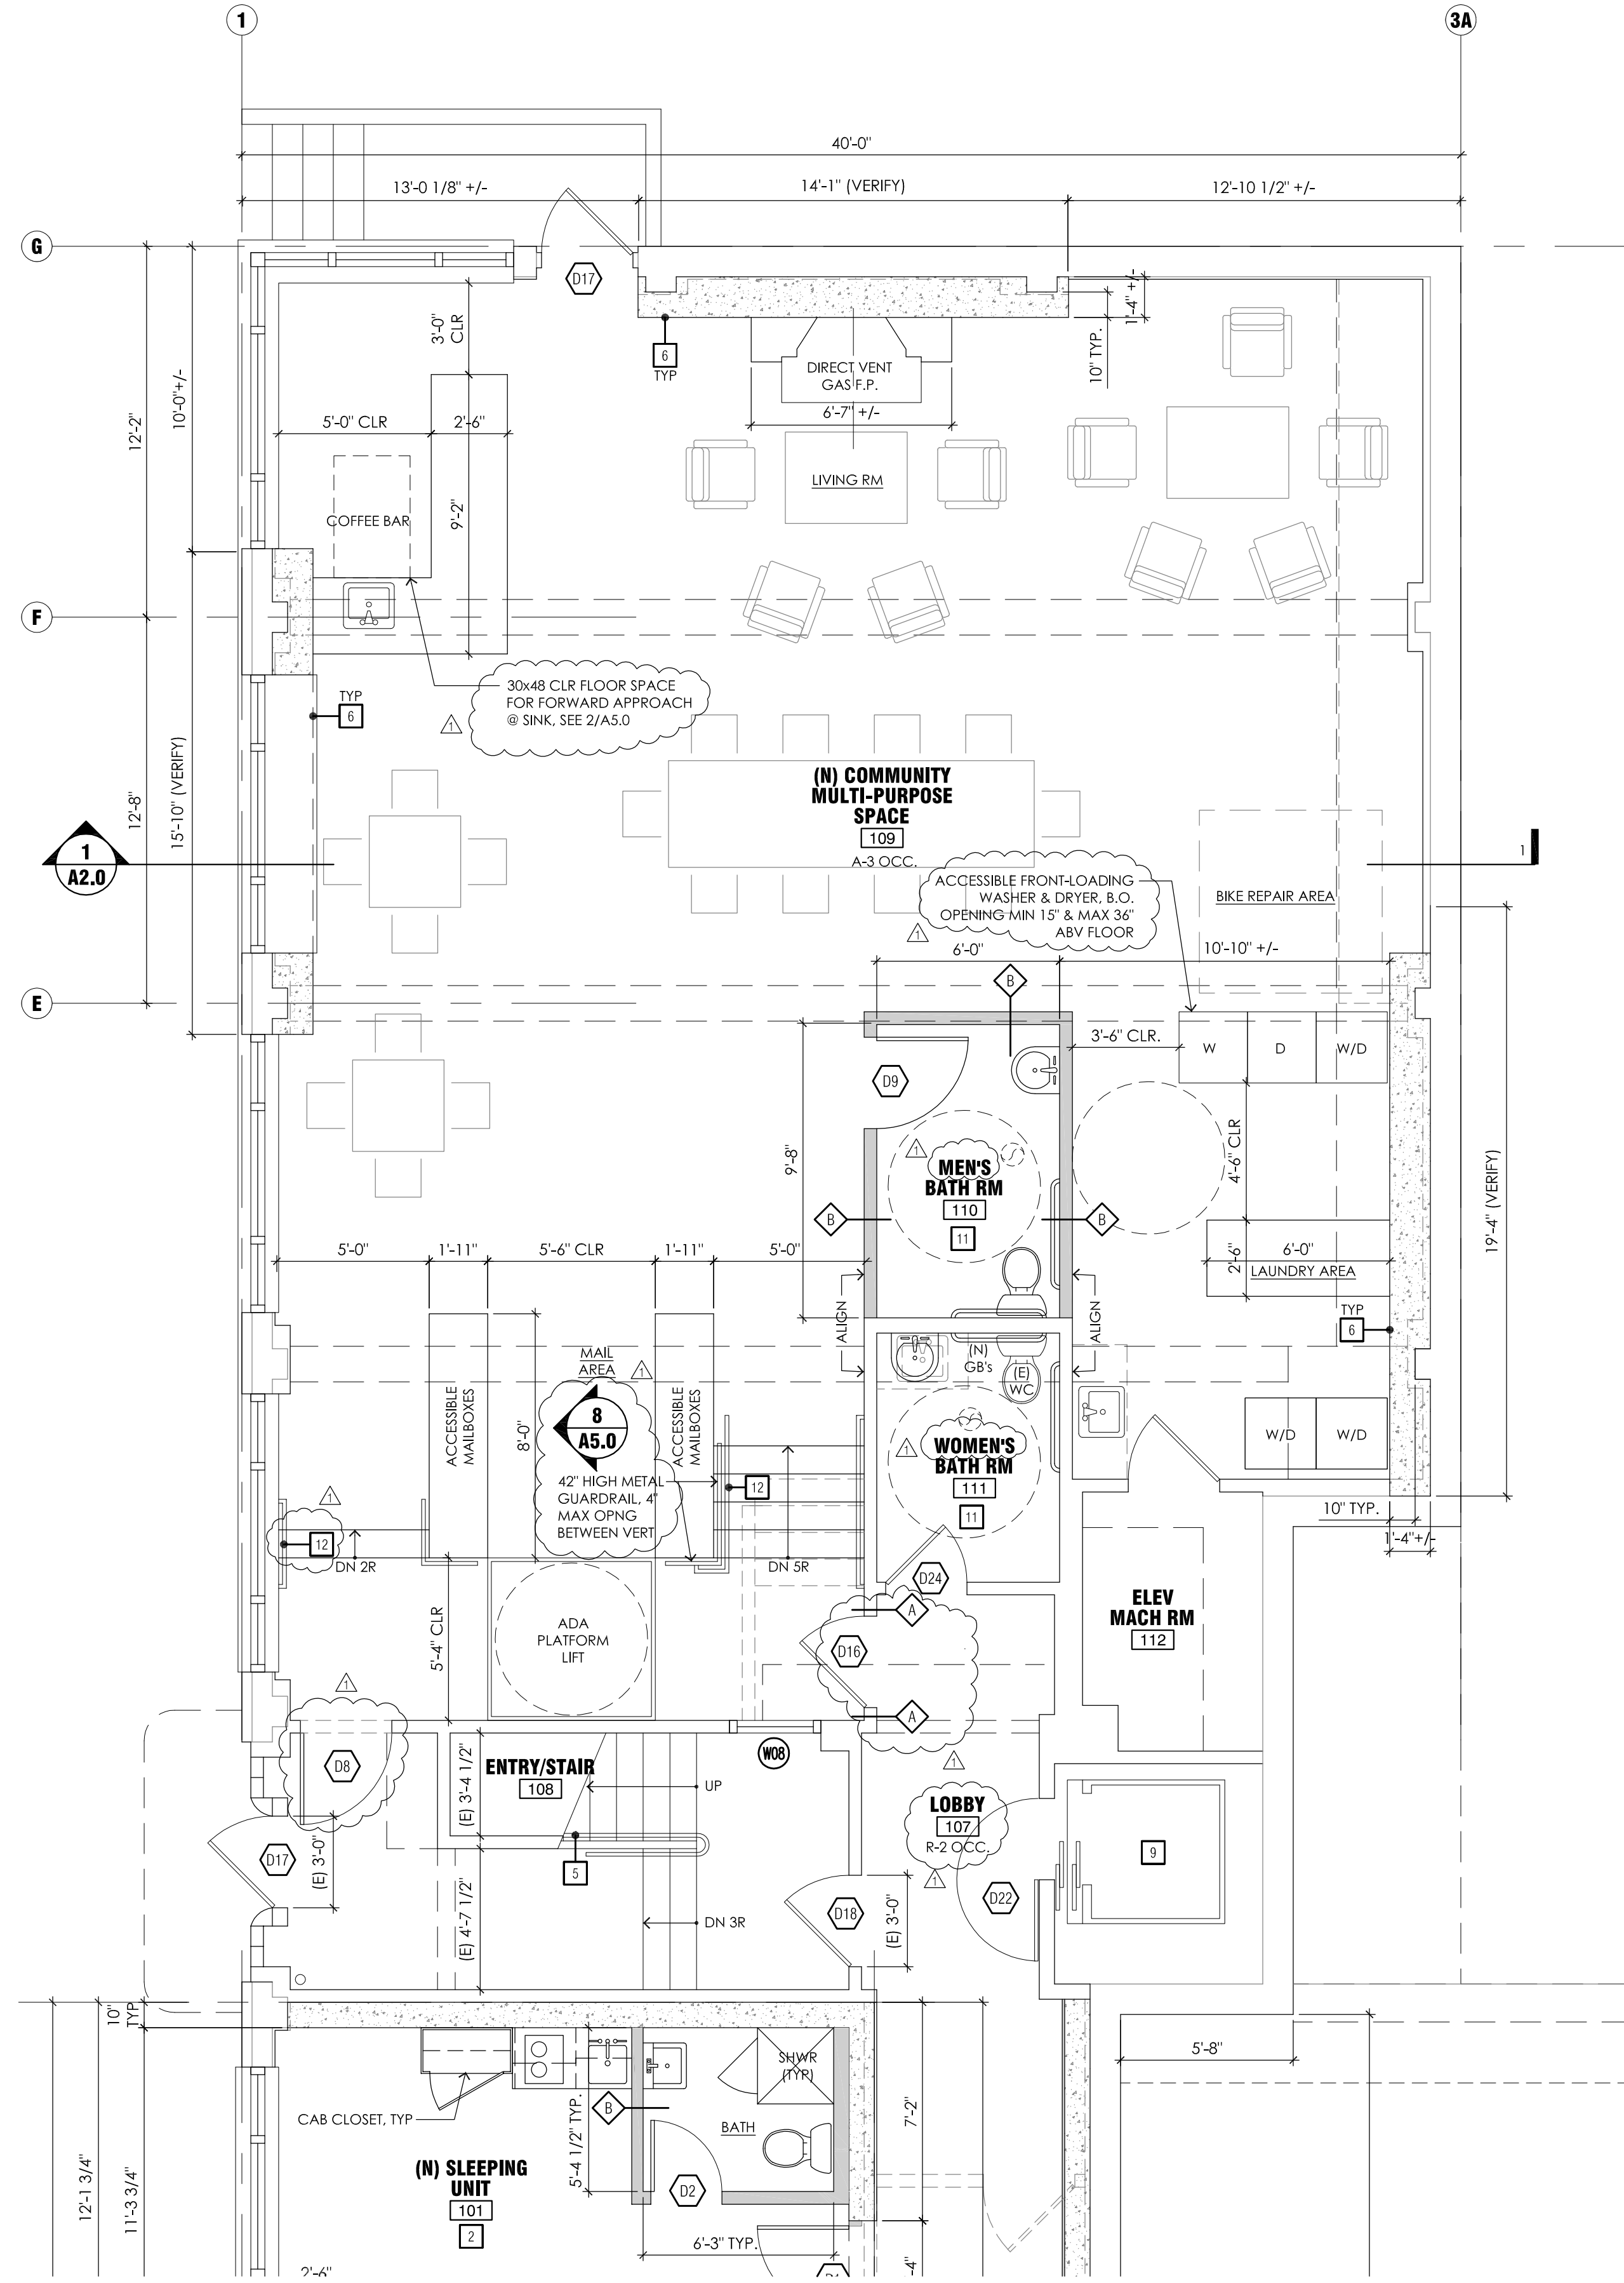 1
3A
40'-0"
13'-0 1/8" +/-
14'-1" (VERIFY)
12'-10 1/2" +/-
G
D17
3'-0"
CLR
1'-4" +/-
10" TYP.
6
TYP
DIRECT VENT
GAS F.P.
6'-7" +/-
12'-2"
10'-0"+/-
5'-0" CLR
2'-6"
9'-2"
LIVING RM
COFFEE BAR
F
30x48 CLR FLOOR SPACE
FOR FORWARD APPROACH
@ SINK, SEE 2/A5.0
1
TYP
6
12'-8"
15'-10" (VERIFY)
(N) COMMUNITY
MULTI-PURPOSE
SPACE
109
A-3 OCC.
1
A2.0
1
ACCESSIBLE FRONT-LOADING
WASHER & DRYER, B.O.
OPENING MIN 15" & MAX 36"
ABV FLOOR
1
BIKE REPAIR AREA
6'-0"
10'-10" +/-
E
B
3'-6" CLR.
W
D
W/D
D9
9'-8"
1
MEN'S
BATH RM
110
11
B
B
4'-6" CLR
19'-4" (VERIFY)
5'-0"
1'-11"
5'-6" CLR
1'-11"
5'-0"
2'-6"
6'-0"
LAUNDRY AREA
ALIGN
ALIGN
TYP
6
MAIL
AREA
1
(N)
GB's
(E)
WC
ACCESSIBLE
MAILBOXES
8'-0"
8
A5.0
ACCESSIBLE
MAILBOXES
1
WOMEN'S
BATH RM
111
11
W/D
W/D
42" HIGH METAL
GUARDRAIL, 4"
MAX OPNG
BETWEEN VERT
12
1
12
DN 2R
DN 5R
10" TYP.
1'-4"+/-
D24
A
ELEV
MACH RM
112
5'-4" CLR
ADA
PLATFORM
LIFT
D16
A
1
D8
ENTRY/STAIR
108
(E) 3'-4 1/2"
UP
W08
1
LOBBY
107
R-2 OCC.
1
D17
(E) 3'-0"
5
9
D22
(E) 4'-7 1/2"
DN 3R
D18
(E) 3'-0"
10"
TYP
5'-8"
SHWR
(TYP)
CAB CLOSET, TYP
B
5'-4 1/2" TYP.
BATH
7'-2"
12'-1 3/4"
11'-3 3/4"
(N) SLEEPING
UNIT
101
2
D2
6'-3" TYP.
2'-6"